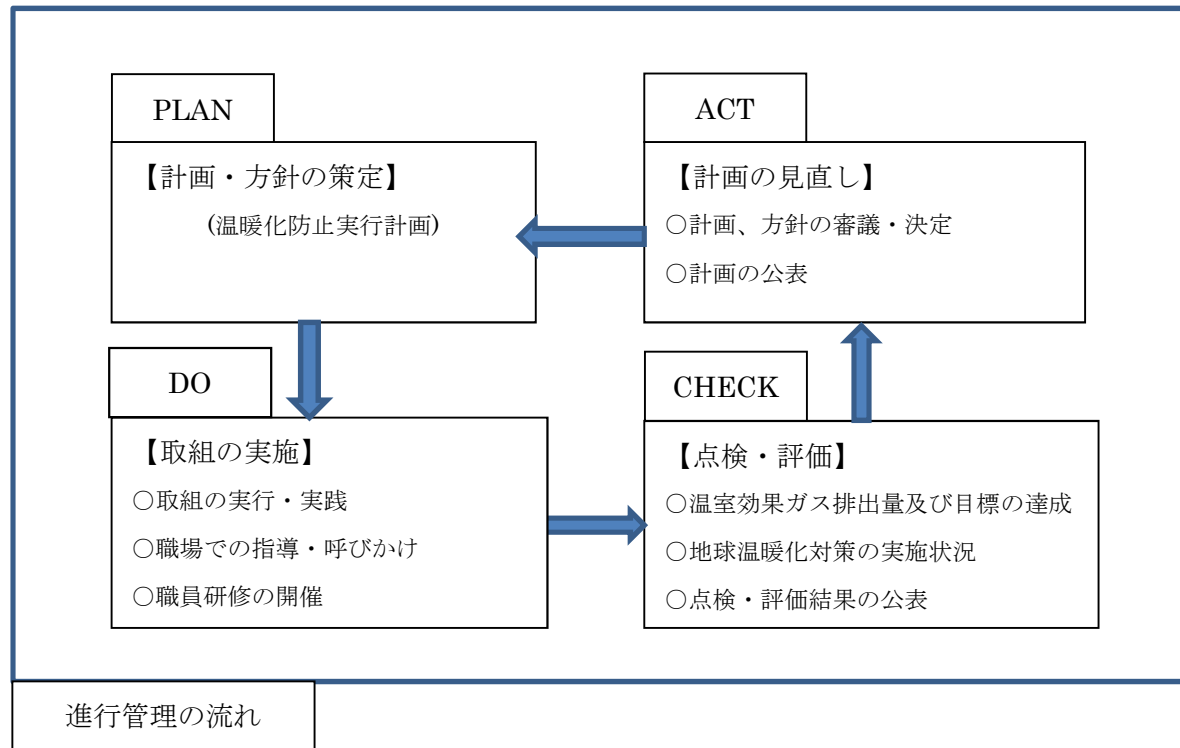 PLAN
【計画・方針の策定】
(温暖化防止実行計画)
ACT
【計画の見直し】
○計画、方針の審議・決定
○計画の公表
DO
【取組の実施】
○取組の実行・実践
○職場での指導・呼びかけ
○職員研修の開催
CHECK
【点検・評価】
○温室効果ガス排出量及び目標の達成
○地球温暖化対策の実施状況
○点検・評価結果の公表
進行管理の流れ